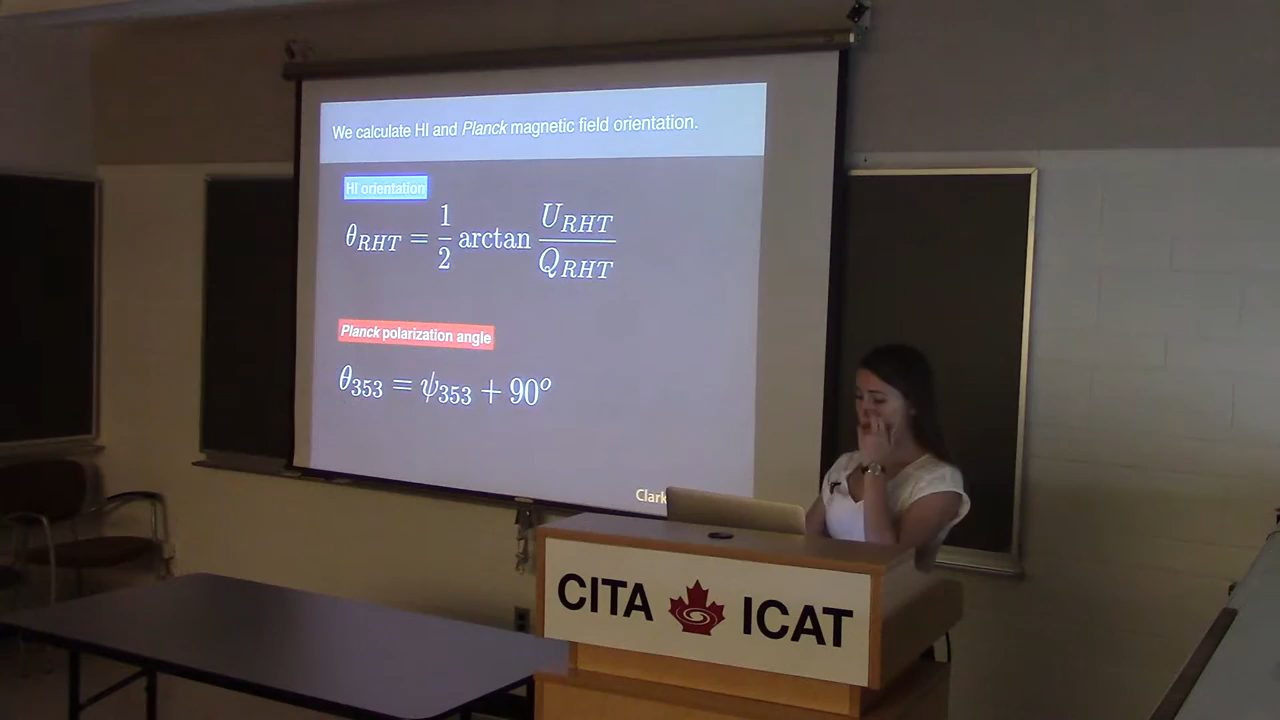 We calculate HI and Planck magnetic field orientation.
HI orientation
θ_RHT = 1/2 arctan U_RHT/Q_RHT
Planck polarization angle
θ_353 = ψ_353 + 90°
Clark
CITA ICAT